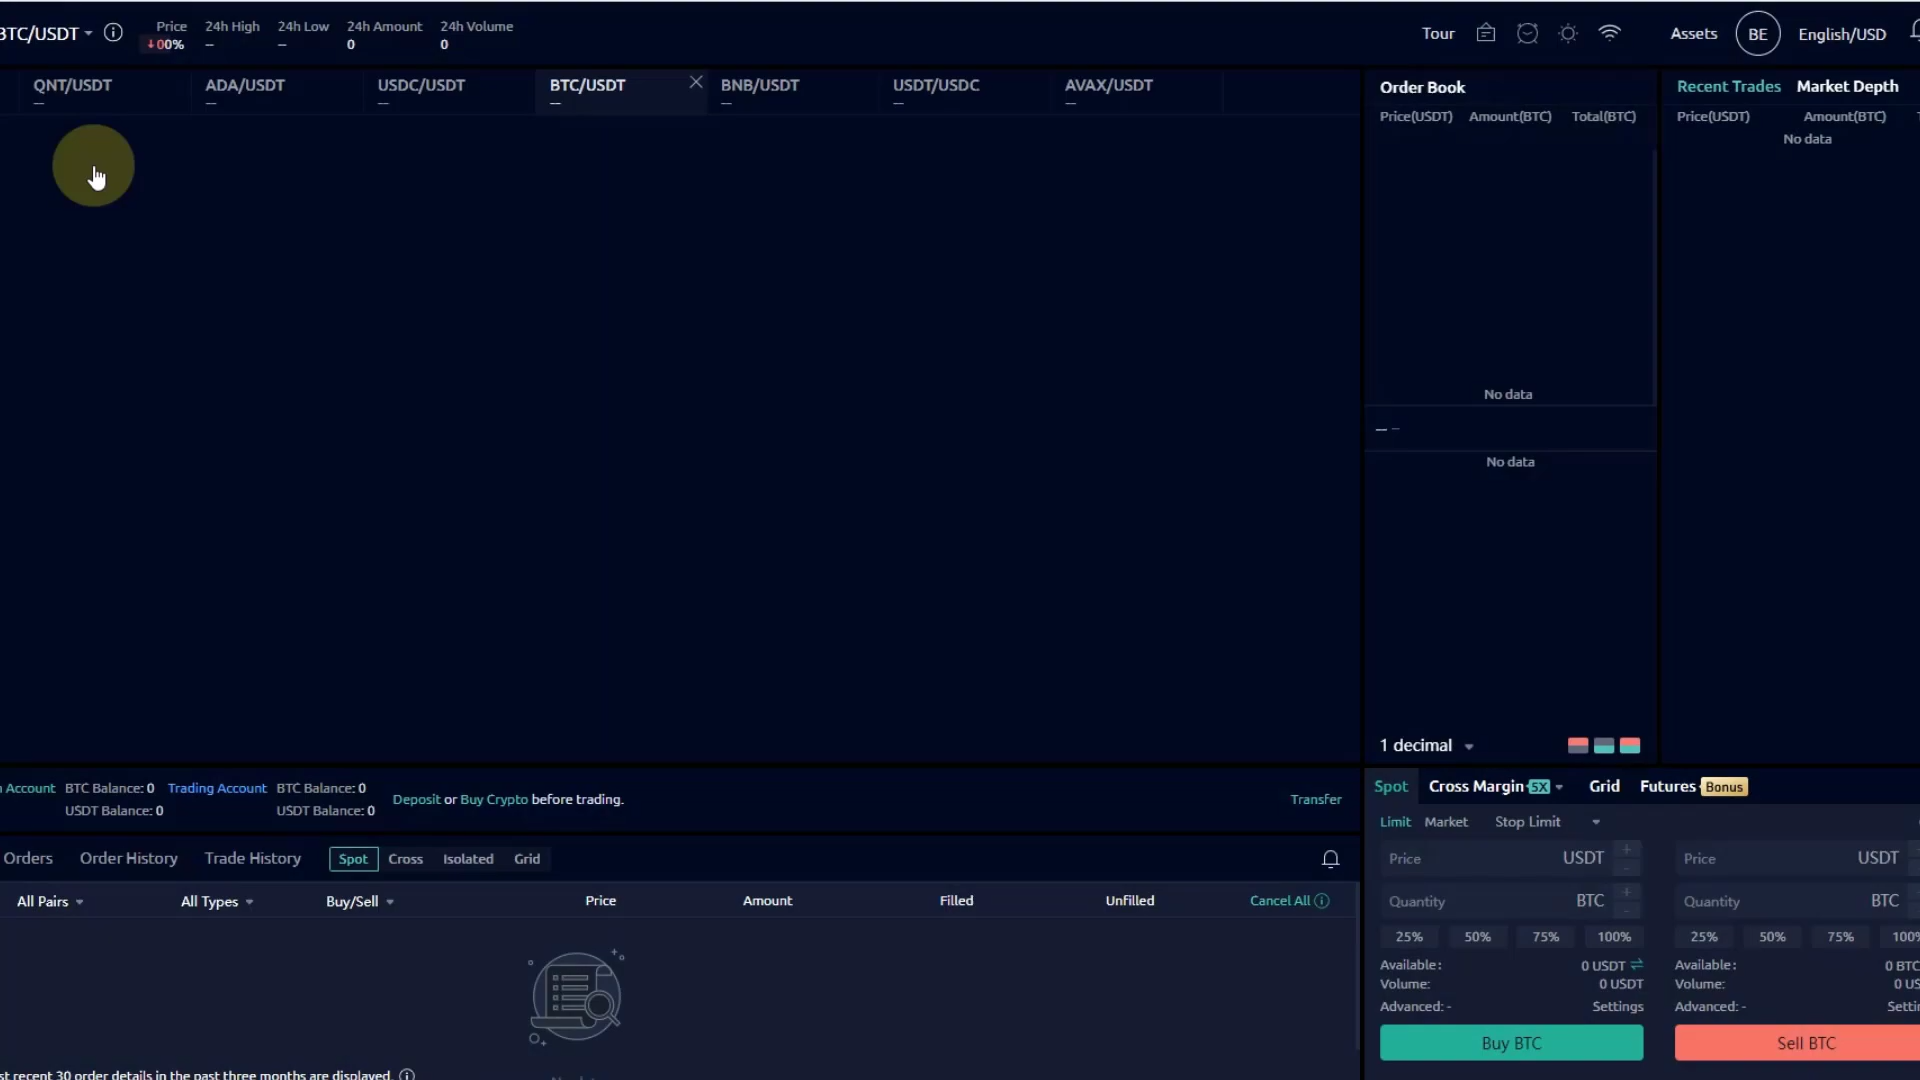 BTC/USDT
Price 24h High 24h Low 24h Amount 24h Volume
↓00% -- -- 0 0
Tour Assets BE English/USD
QNT/USDT ADA/USDT USDC/USDT BTC/USDT BNB/USDT USDT/USDC AVAX/USDT
-- -- -- -- -- -- --
Order Book
Price(USDT) Amount(BTC) Total(BTC)
No data
-- --
No data
1 decimal
Recent Trades Market Depth
Price(USDT) Amount(BTC)
No data
Account BTC Balance: 0 Trading Account BTC Balance: 0
USDT Balance: 0 USDT Balance: 0
Deposit or Buy Crypto before trading.
Transfer
Orders Order History Trade History Spot Cross Isolated Grid
All Pairs All Types Buy/Sell Price Amount Filled Unfilled Cancel All
st recent 30 order details in the past three months are displayed.
Spot Cross Margin 5X Grid Futures Bonus
Limit Market Stop Limit
Price USDT + - Price USDT
Quantity BTC + - Quantity BTC
25% 50% 75% 100% 25% 50% 75% 100%
Available: 0 USDT Available: 0 BTC
Volume: 0 USDT Volume: 0 US
Advanced: - Settings Advanced: - Setti
Buy BTC Sell BTC